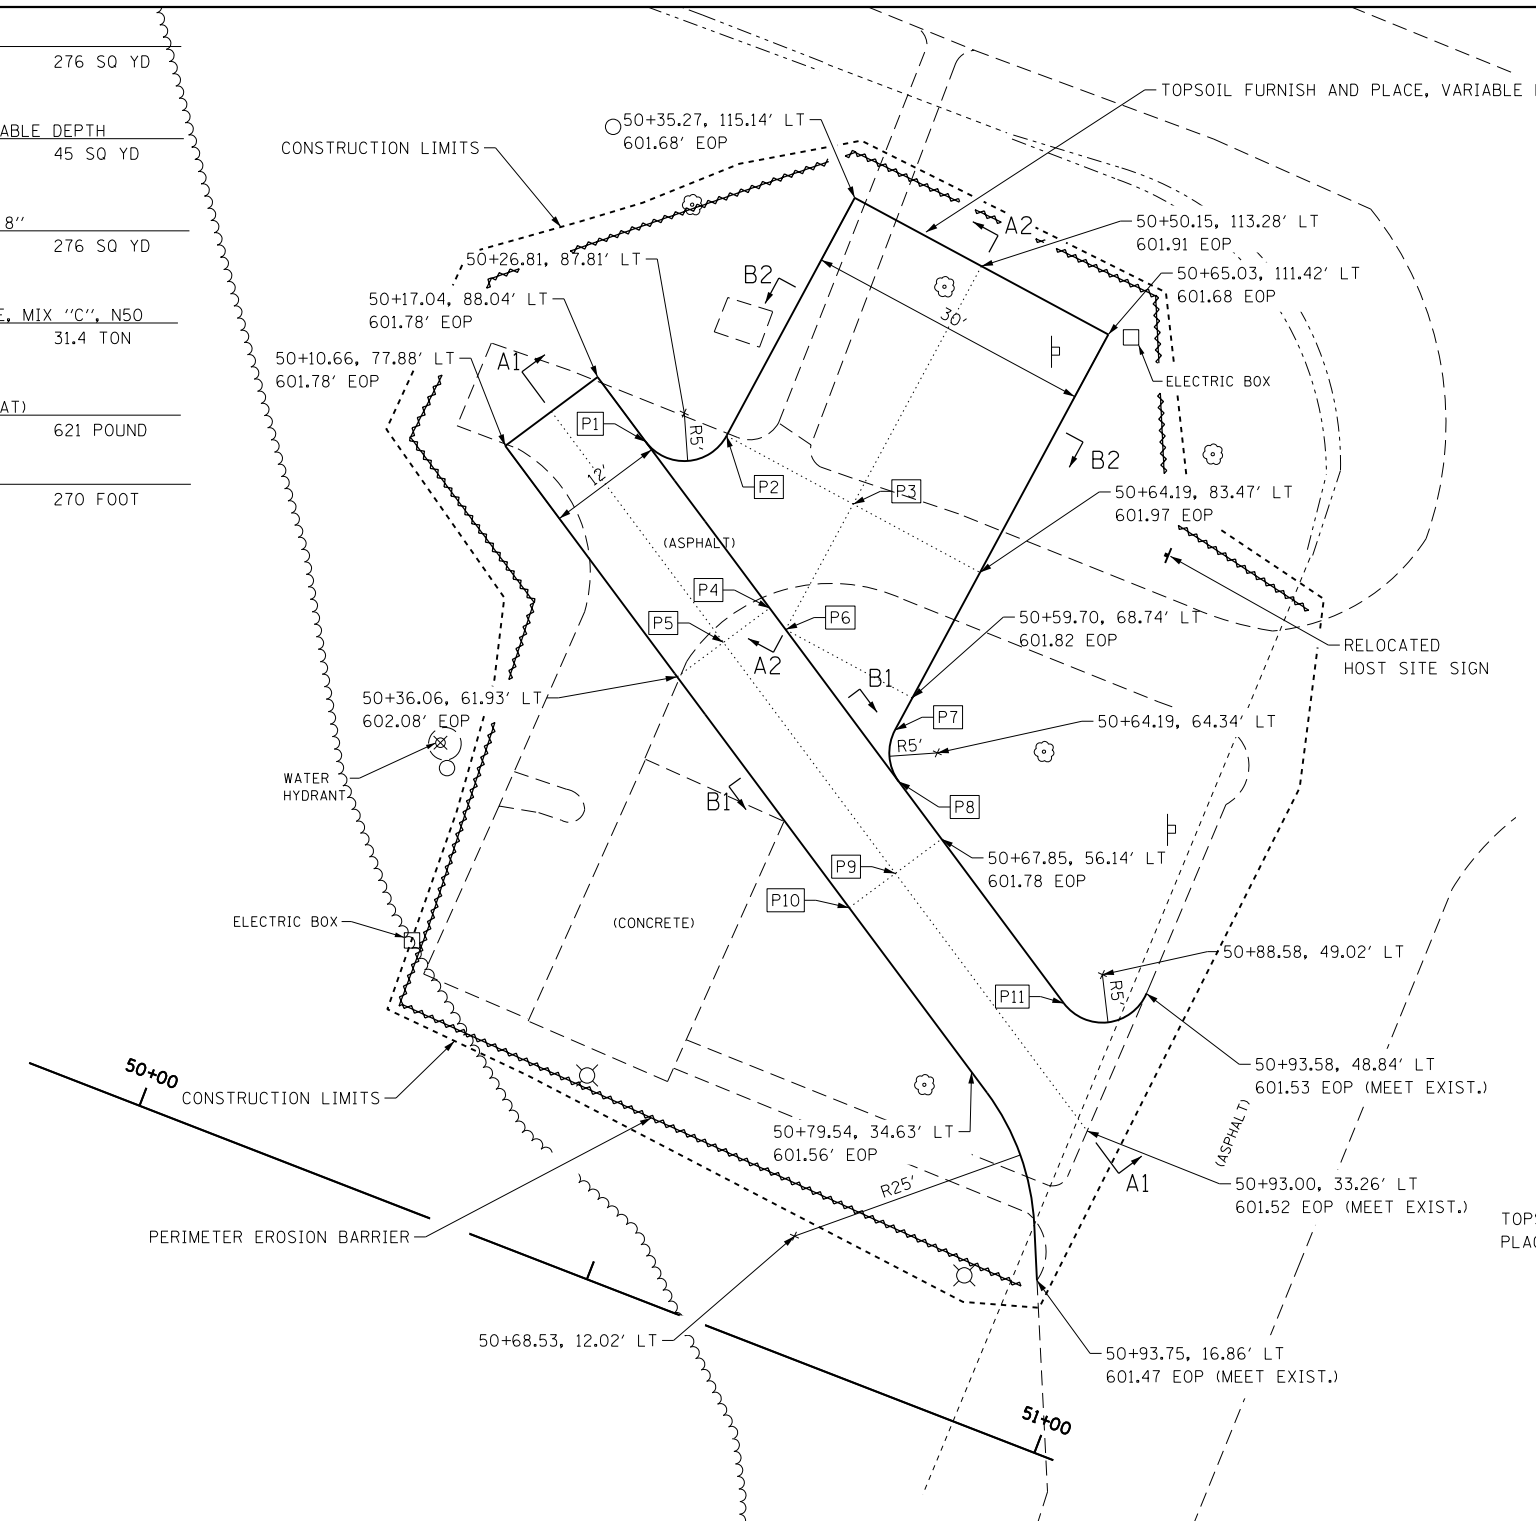 276 SQ YD
ABLE DEPTH
45 SQ YD
8"
276 SQ YD
E, MIX "C", N50
31.4 TON
AT)
621 POUND
270 FOOT
TOPSOIL FURNISH AND PLACE, VARIABLE
CONSTRUCTION LIMITS
50+35.27, 115.14' LT
601.68' EOP
50+50.15, 113.28' LT
601.91 EOP
A2
50+26.81, 87.81' LT
B2
50+65.03, 111.42' LT
601.68 EOP
50+17.04, 88.04' LT
601.78' EOP
30'
50+10.66, 77.88' LT
601.78' EOP
A1
ELECTRIC BOX
P1
R5'
B2
12'
P2
P3
50+64.19, 83.47' LT
601.97 EOP
(ASPHALT)
P4
P5
P6
50+59.70, 68.74' LT
601.82 EOP
RELOCATED
HOST SITE SIGN
A2
B1
50+36.06, 61.93' LT
602.08' EOP
P7
50+64.19, 64.34' LT
R5'
WATER
HYDRANT
B1
P8
50+67.85, 56.14' LT
601.78 EOP
P9
P10
ELECTRIC BOX
(CONCRETE)
50+88.58, 49.02' LT
P11
R5'
50+00
CONSTRUCTION LIMITS
50+93.58, 48.84' LT
601.53 EOP (MEET EXIST.)
(ASPHALT)
50+79.54, 34.63' LT
601.56' EOP
A1
50+93.00, 33.26' LT
601.52 EOP (MEET EXIST.)
R25'
PERIMETER EROSION BARRIER
TOPS
PLAC
50+68.53, 12.02' LT
50+93.75, 16.86' LT
601.47 EOP (MEET EXIST.)
51+00